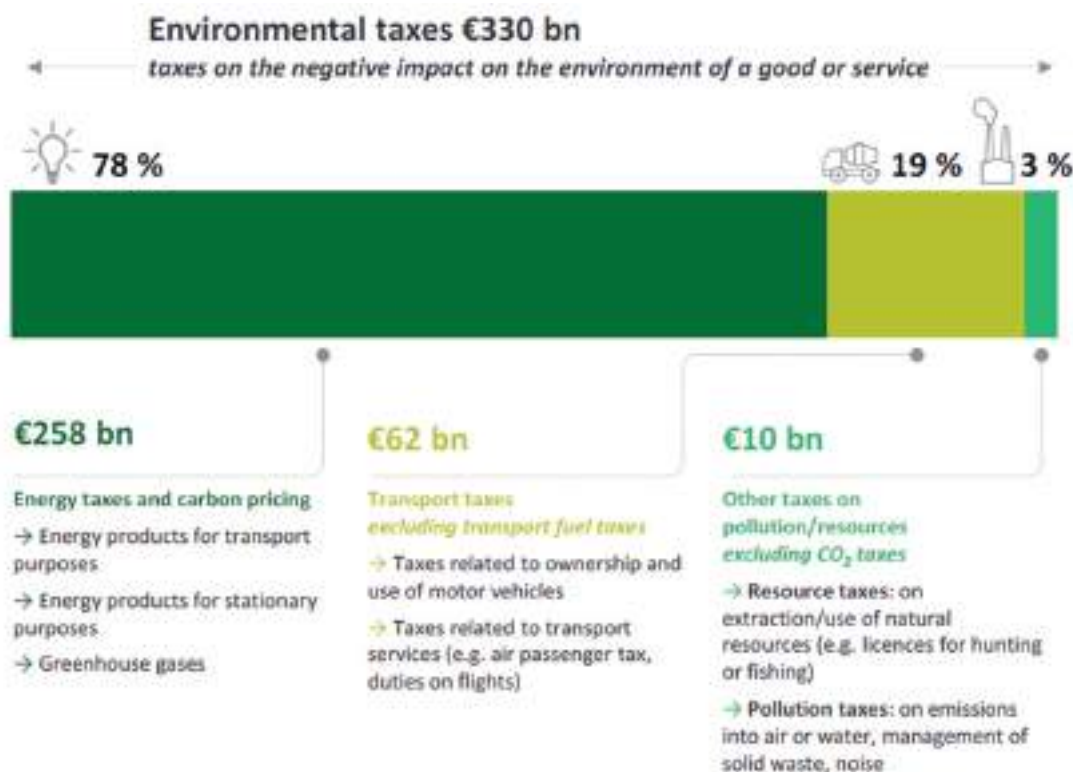 Environmental taxes €330 bn
taxes on the negative impact on the environment of a good or service
78 %
19 %
3 %
€258 bn
Energy taxes and carbon pricing
→ Energy products for transport
purposes
→ Energy products for stationary
purposes
→ Greenhouse gases
€62 bn
Transport taxes
excluding transport fuel taxes
→ Taxes related to ownership and
use of motor vehicles
→ Taxes related to transport
services (e.g. air passenger tax,
duties on flights)
€10 bn
Other taxes on
pollution/resources
excluding CO₂ taxes
→ Resource taxes: on
extraction/use of natural
resources (e.g. licences for hunting
or fishing)
→ Pollution taxes: on emissions
into air or water, management of
solid waste, noise